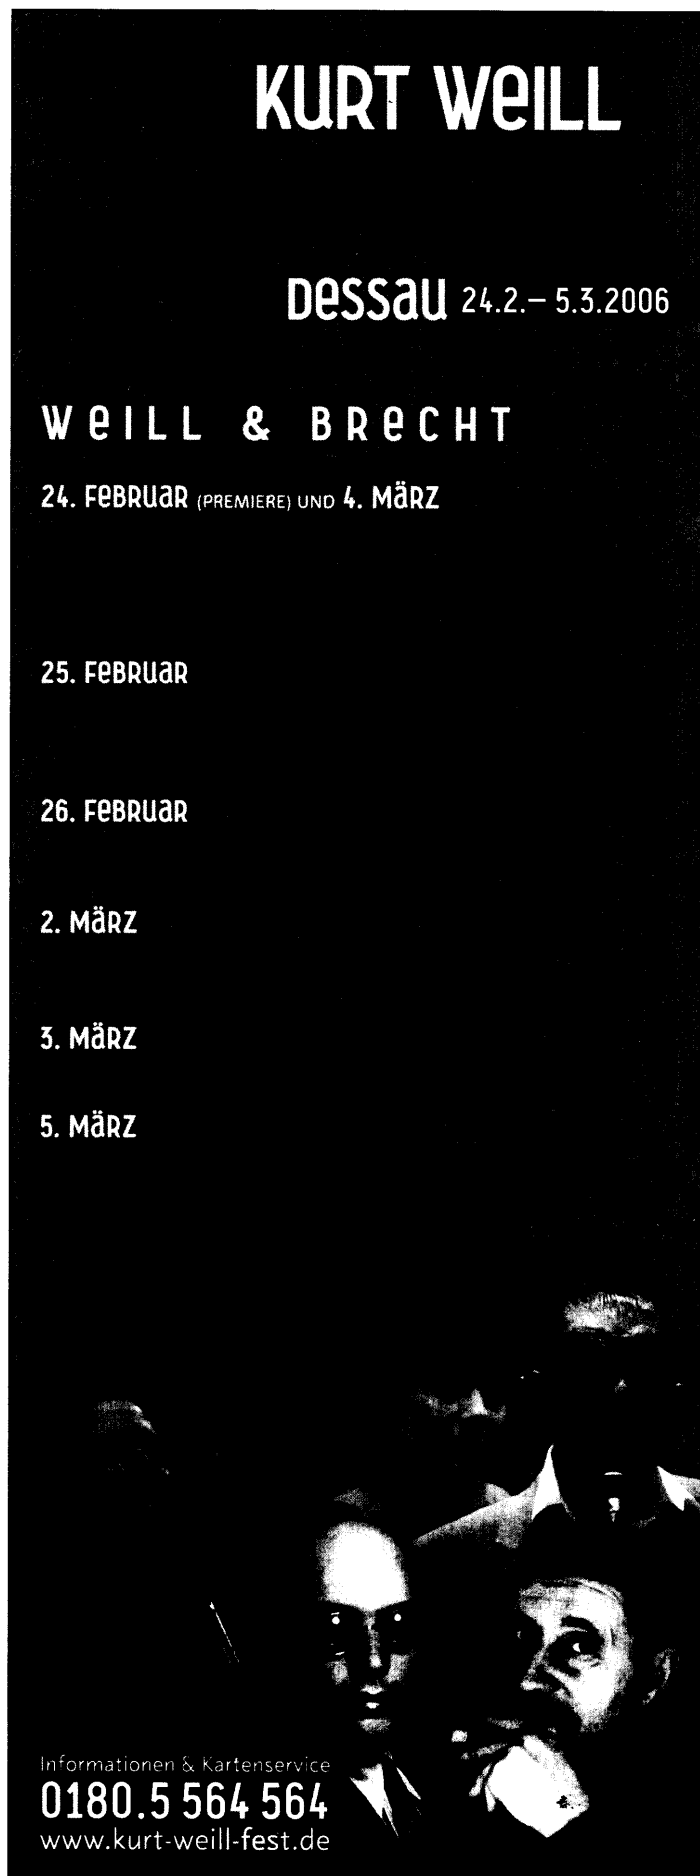 KURT WEILL
Dessau 24.2.– 5.3.2006
WEILL & BRECHT
24. FEBRUAR (PREMIERE) UND 4. MÄRZ
25. FEBRUAR
26. FEBRUAR
2. MÄRZ
3. MÄRZ
5. MÄRZ
Informationen & Kartenservice
0180.5 564 564
www.kurt-weill-fest.de